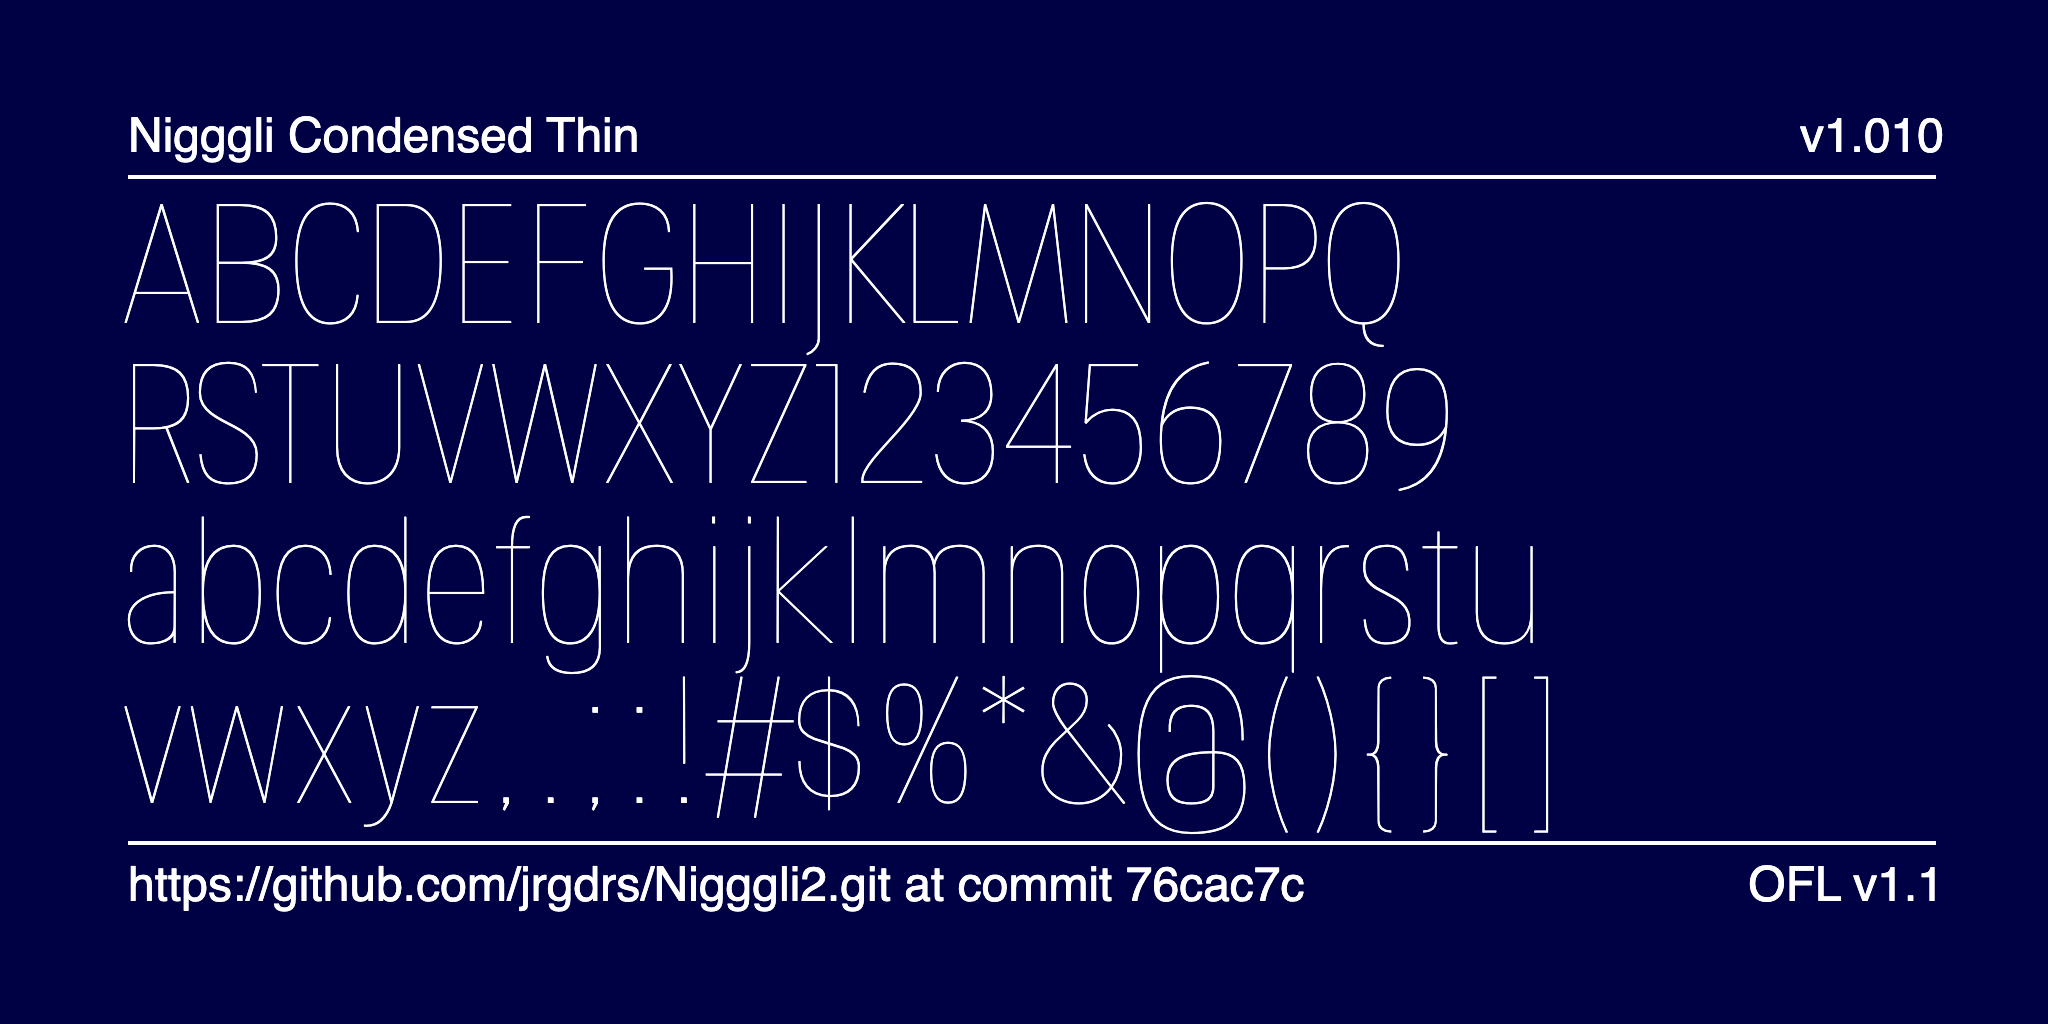 Nigggli Condensed Thin
v1.010
ABCDEFGHIJKLMNOPQ
RSTUVWXYZ123456789
abcdefghijklmnopqrstu
vwxyz,.;:!#$%*&@(){}[]
https://github.com/jrgdrs/Nigggli2.git at commit 76cac7c
OFL v1.1